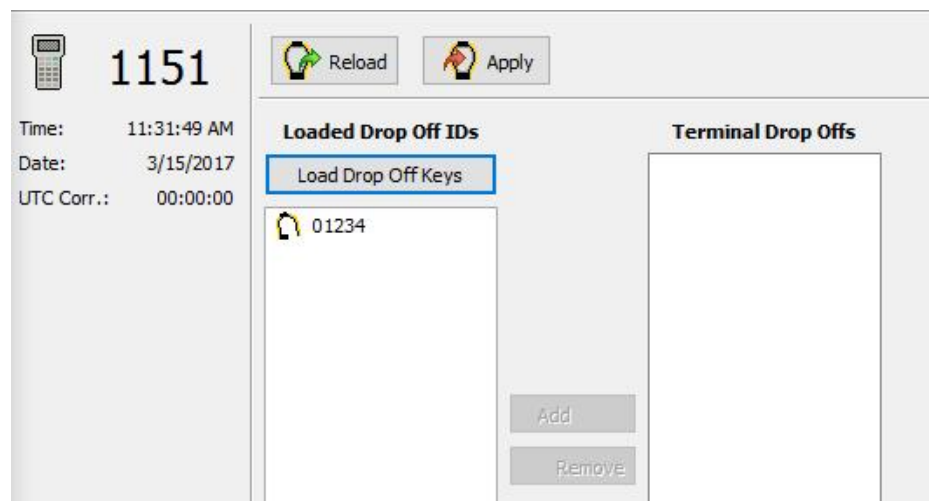 1151
Reload
Apply
Time: 11:31:49 AM
Date: 3/15/2017
UTC Corr.: 00:00:00
Loaded Drop Off IDs
Terminal Drop Offs
Load Drop Off Keys
01234
Add
Remove